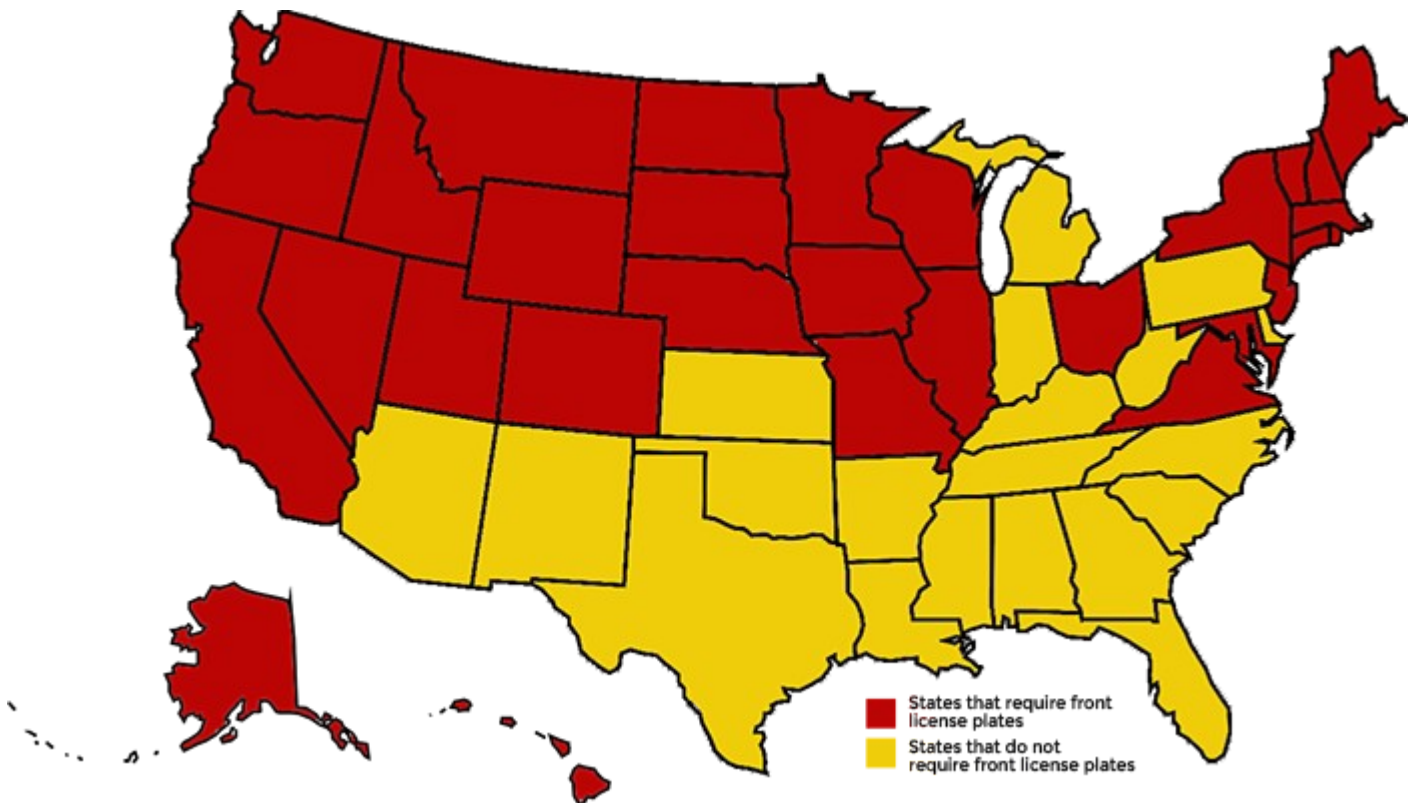 States that require front
license plates
States that do not
require front license plates